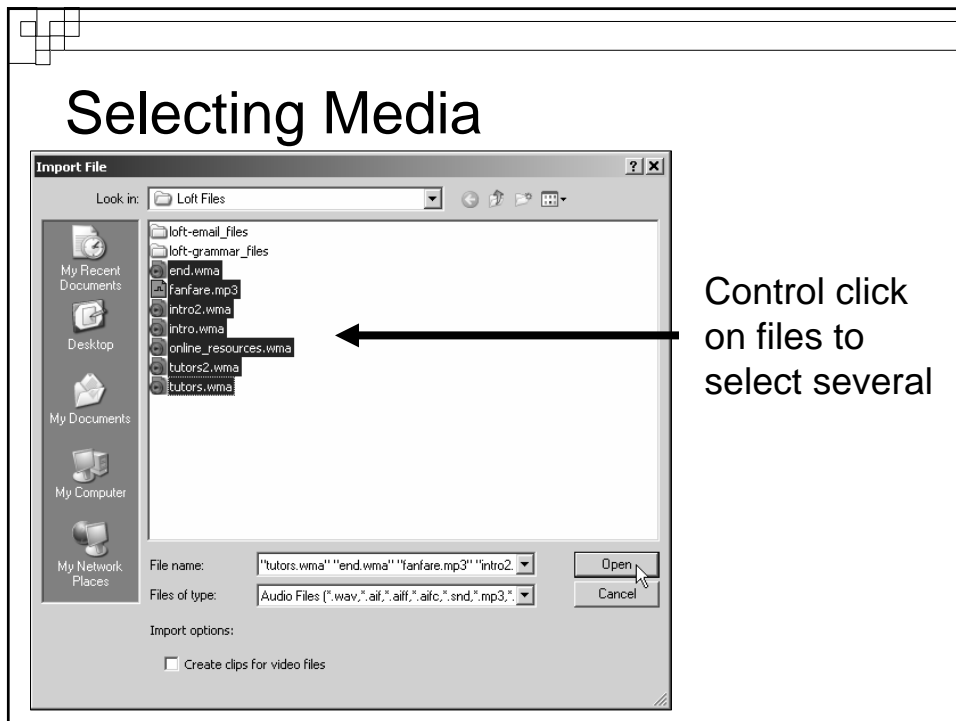 Selecting Media
Import File
Look in: Loft Files
loft-email_files
loft-grammar_files
end.wma
fanfare.mp3
intro2.wma
intro.wma
online_resources.wma
tutors2.wma
tutors.wma
My Recent
Documents
Desktop
My Documents
My Computer
My Network
Places
File name: "tutors.wma" "end.wma" "fanfare.mp3" "intro2. Open
Files of type: Audio Files (*.wav,*.aif,*.aiff,*.aifc,*.snd,*.mp3,*. Cancel
Import options:
Create clips for video files
Control click
on files to
select several